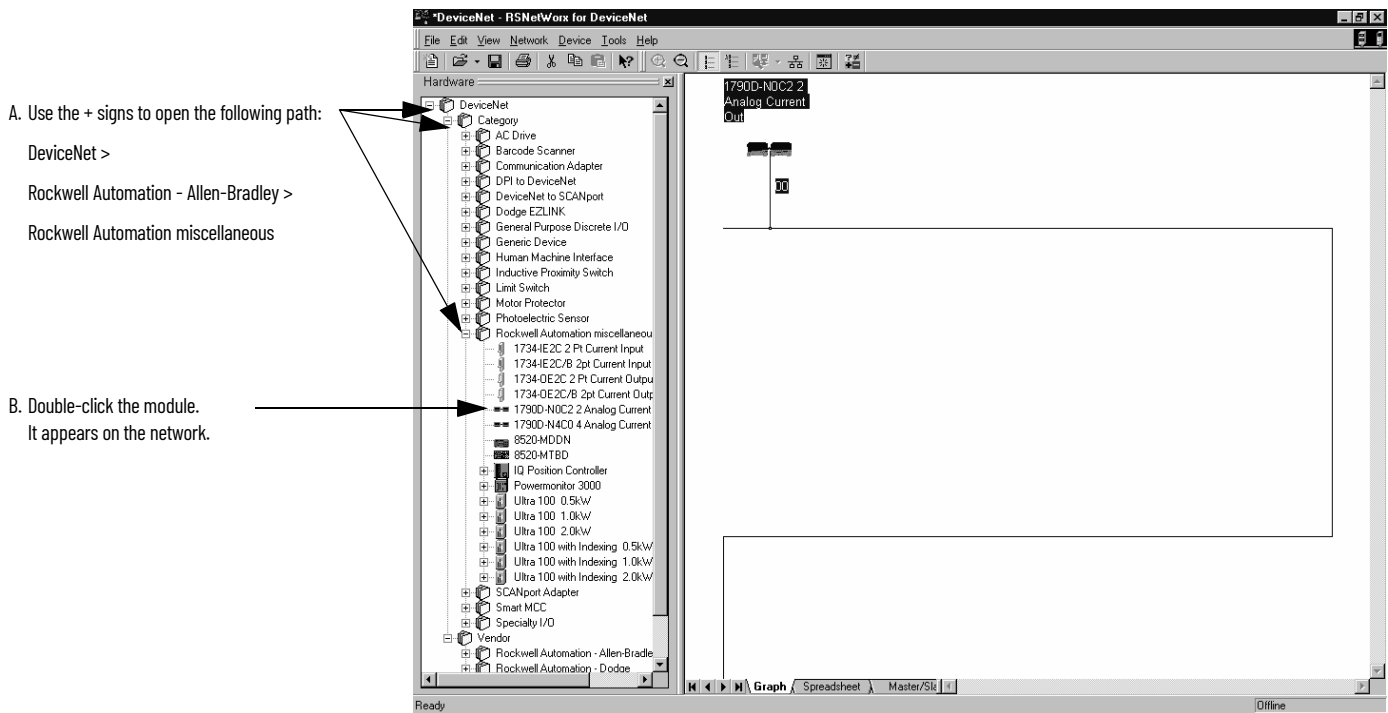 *DeviceNet - RSNetWorx for DeviceNet
File Edit View Network Device Tools Help
Hardware
A. Use the + signs to open the following path:
DeviceNet >
Rockwell Automation - Allen-Bradley >
Rockwell Automation miscellaneous
B. Double-click the module.
It appears on the network.
DeviceNet
Category
AC Drive
Barcode Scanner
Communication Adapter
DPI to DeviceNet
DeviceNet to SCANport
Dodge EZLINK
General Purpose Discrete I/O
Generic Device
Human Machine Interface
Inductive Proximity Switch
Limit Switch
Motor Protector
Photoelectric Sensor
Rockwell Automation miscellaneou
1734-IE2C 2 Pt Current Input
1734-IE2C/B 2pt Current Input
1734-OE2C 2 Pt Current Outpu
1734-OE2C/B 2pt Current Outp
1790D-N0C2 2 Analog Current
1790D-N4C0 4 Analog Current
8520-MDDN
8520-MTBD
IQ Position Controller
Powermonitor 3000
Ultra 100 0.5kW
Ultra 100 1.0kW
Ultra 100 2.0kW
Ultra 100 with Indexing 0.5kW
Ultra 100 with Indexing 1.0kW
Ultra 100 with Indexing 2.0kW
SCANport Adapter
Smart MCC
Specialty I/O
Vendor
Rockwell Automation - Allen-Bradle
Rockwell Automation - Dodge
1790D-N0C2 2
Analog Current
Out
00
Graph Spreadsheet Master/Sla
Ready Offline